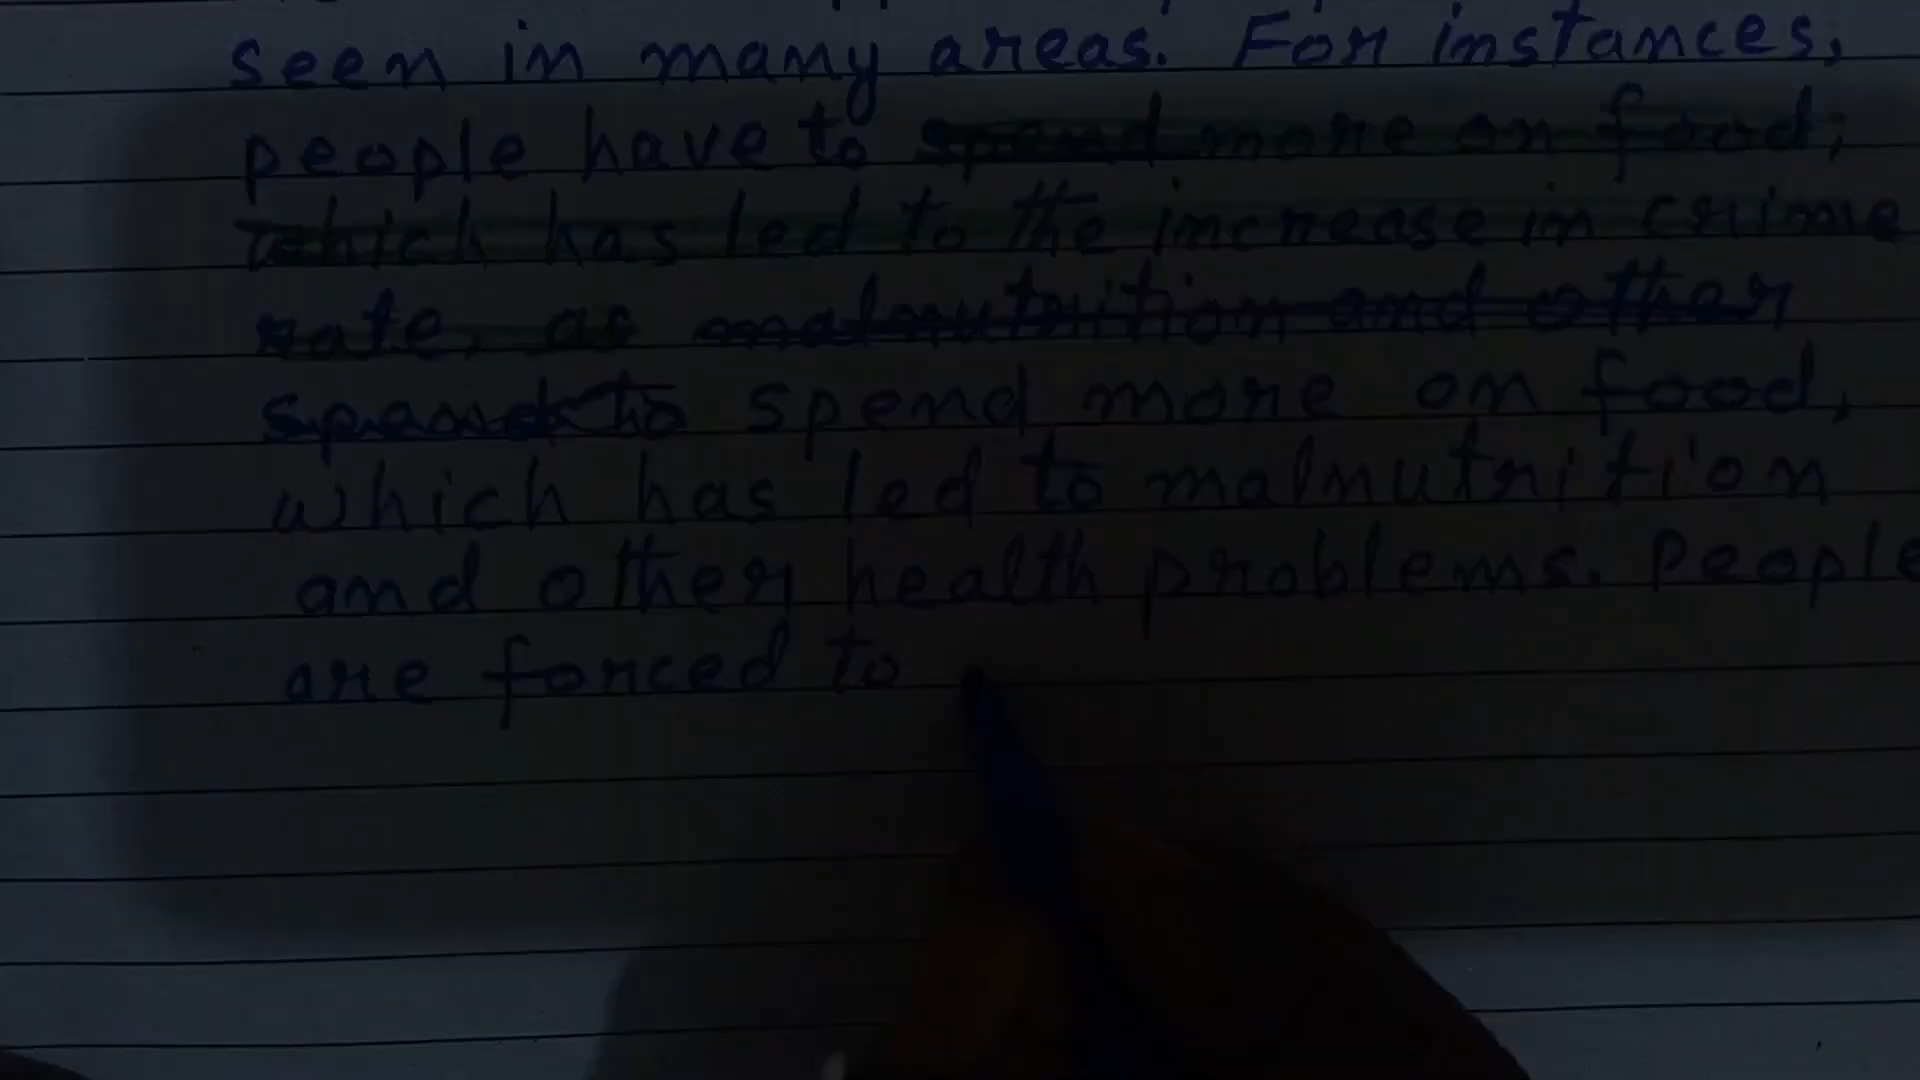 seen in many areas. For instances,
people have to spend more on food,
which has led to the increase in crime
rate, as malnutrition and other
spend to spend more on food,
which has led to malnutrition
and other health problems. People
are forced to